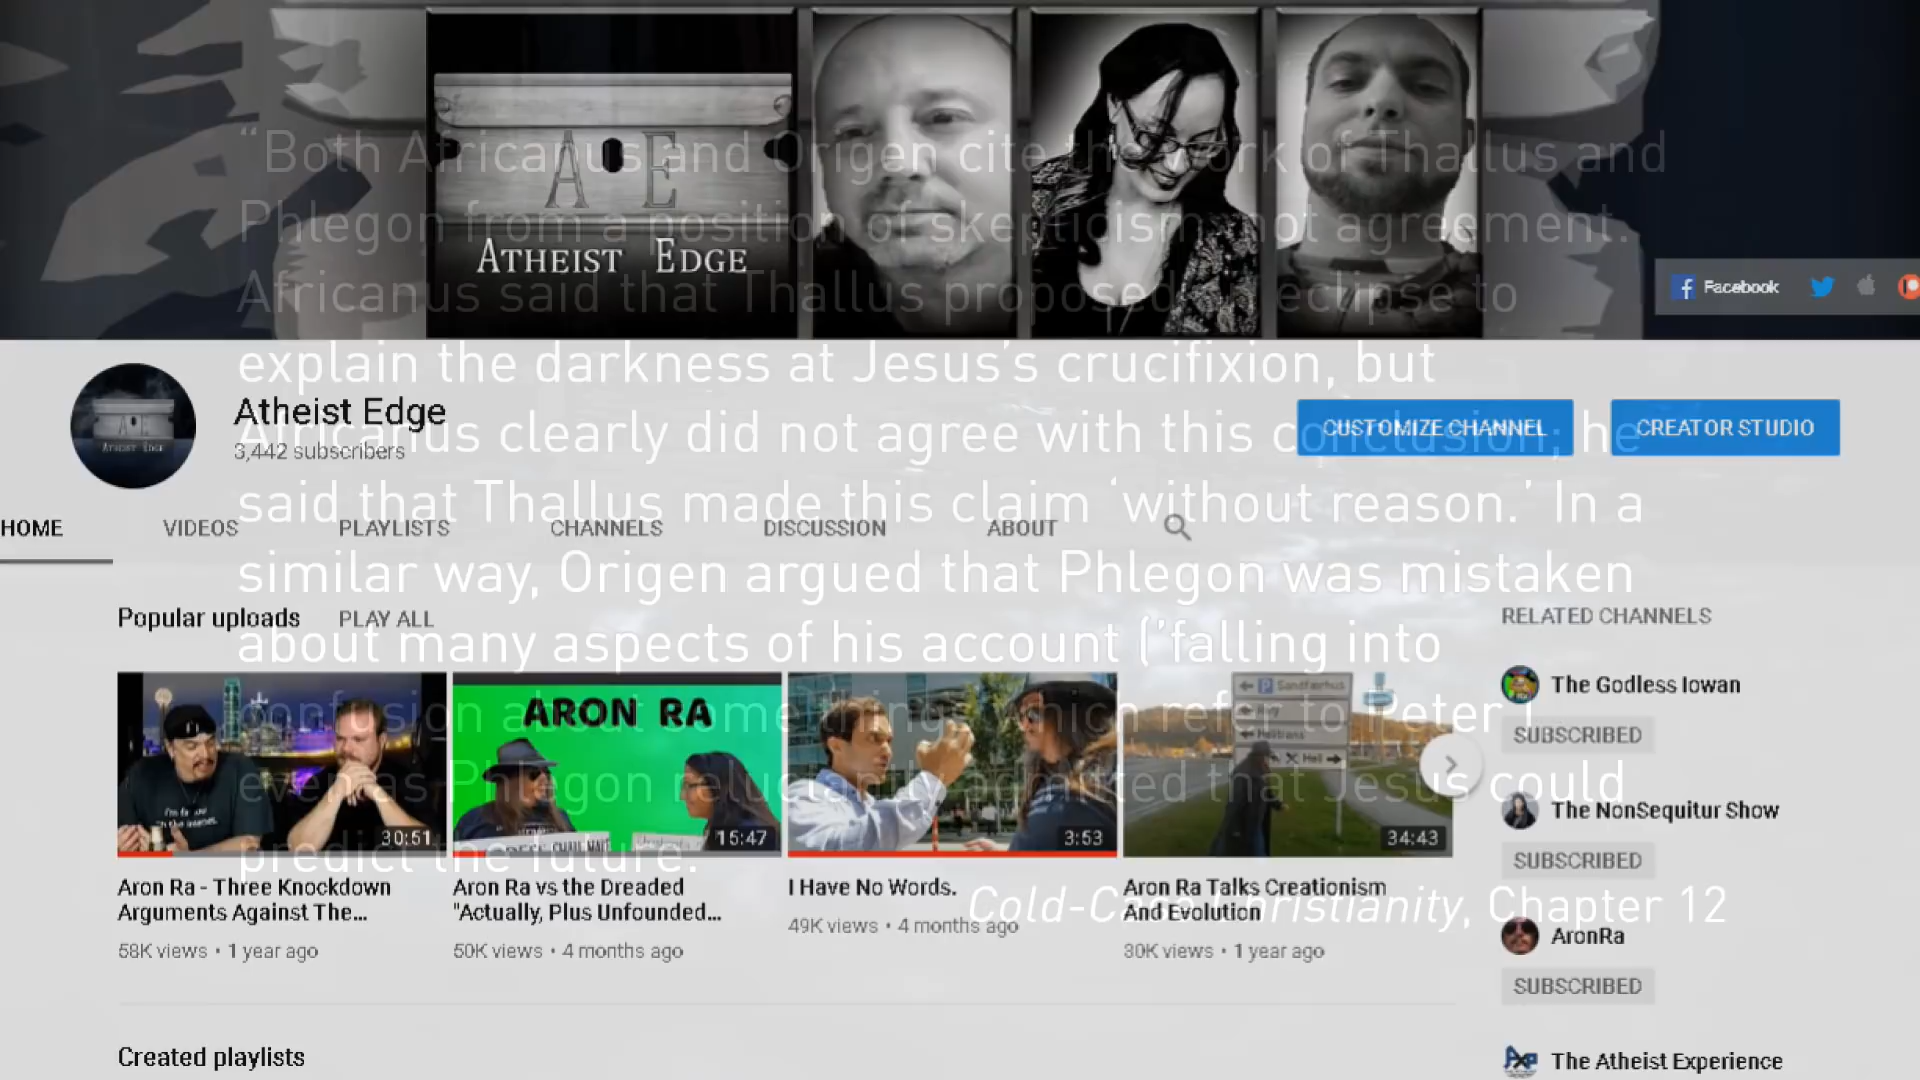 A E
ATHEIST EDGE
Facebook
“Both Africanus and Origen cite the work of Thallus and
Phlegon from a position of skepticism, not agreement.
Africanus said that Thallus proposed eclipse to
explain the darkness at Jesus’s crucifixion, but
Africanus clearly did not agree with this conclusion; he
said that Thallus made this claim ‘without reason.’ In a
similar way, Origen argued that Phlegon was mistaken
about many aspects of his account (‘falling into
confusion about some things which refer to Peter’)
even as Phlegon reluctantly admitted that Jesus could
predict the future.”
Cold-Case Christianity, Chapter 12
Atheist Edge
3,442 subscribers
CUSTOMIZE CHANNEL
CREATOR STUDIO
HOME VIDEOS PLAYLISTS CHANNELS DISCUSSION ABOUT
Popular uploads PLAY ALL
30:51
ARON RA
15:47
3:53
Sandfærhus
Hell
34:43
Aron Ra - Three Knockdown
Arguments Against The...
58K views • 1 year ago
Aron Ra vs the Dreaded
"Actually, Plus Unfounded...
50K views • 4 months ago
I Have No Words.
49K views • 4 months ago
Aron Ra Talks Creationism
And Evolution
30K views • 1 year ago
RELATED CHANNELS
The Godless Iowan
SUBSCRIBED
The NonSequitur Show
SUBSCRIBED
AronRa
SUBSCRIBED
The Atheist Experience
Created playlists